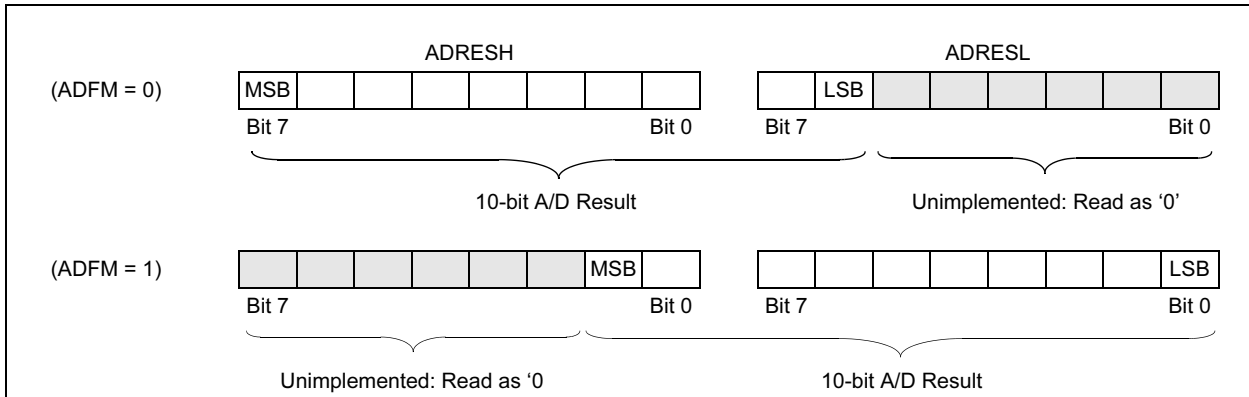 ADRESH ADRESL
(ADFM = 0) MSB LSB
Bit 7 Bit 0 Bit 7 Bit 0
10-bit A/D Result Unimplemented: Read as ‘0’
(ADFM = 1) MSB LSB
Bit 7 Bit 0 Bit 7 Bit 0
Unimplemented: Read as ‘0 10-bit A/D Result